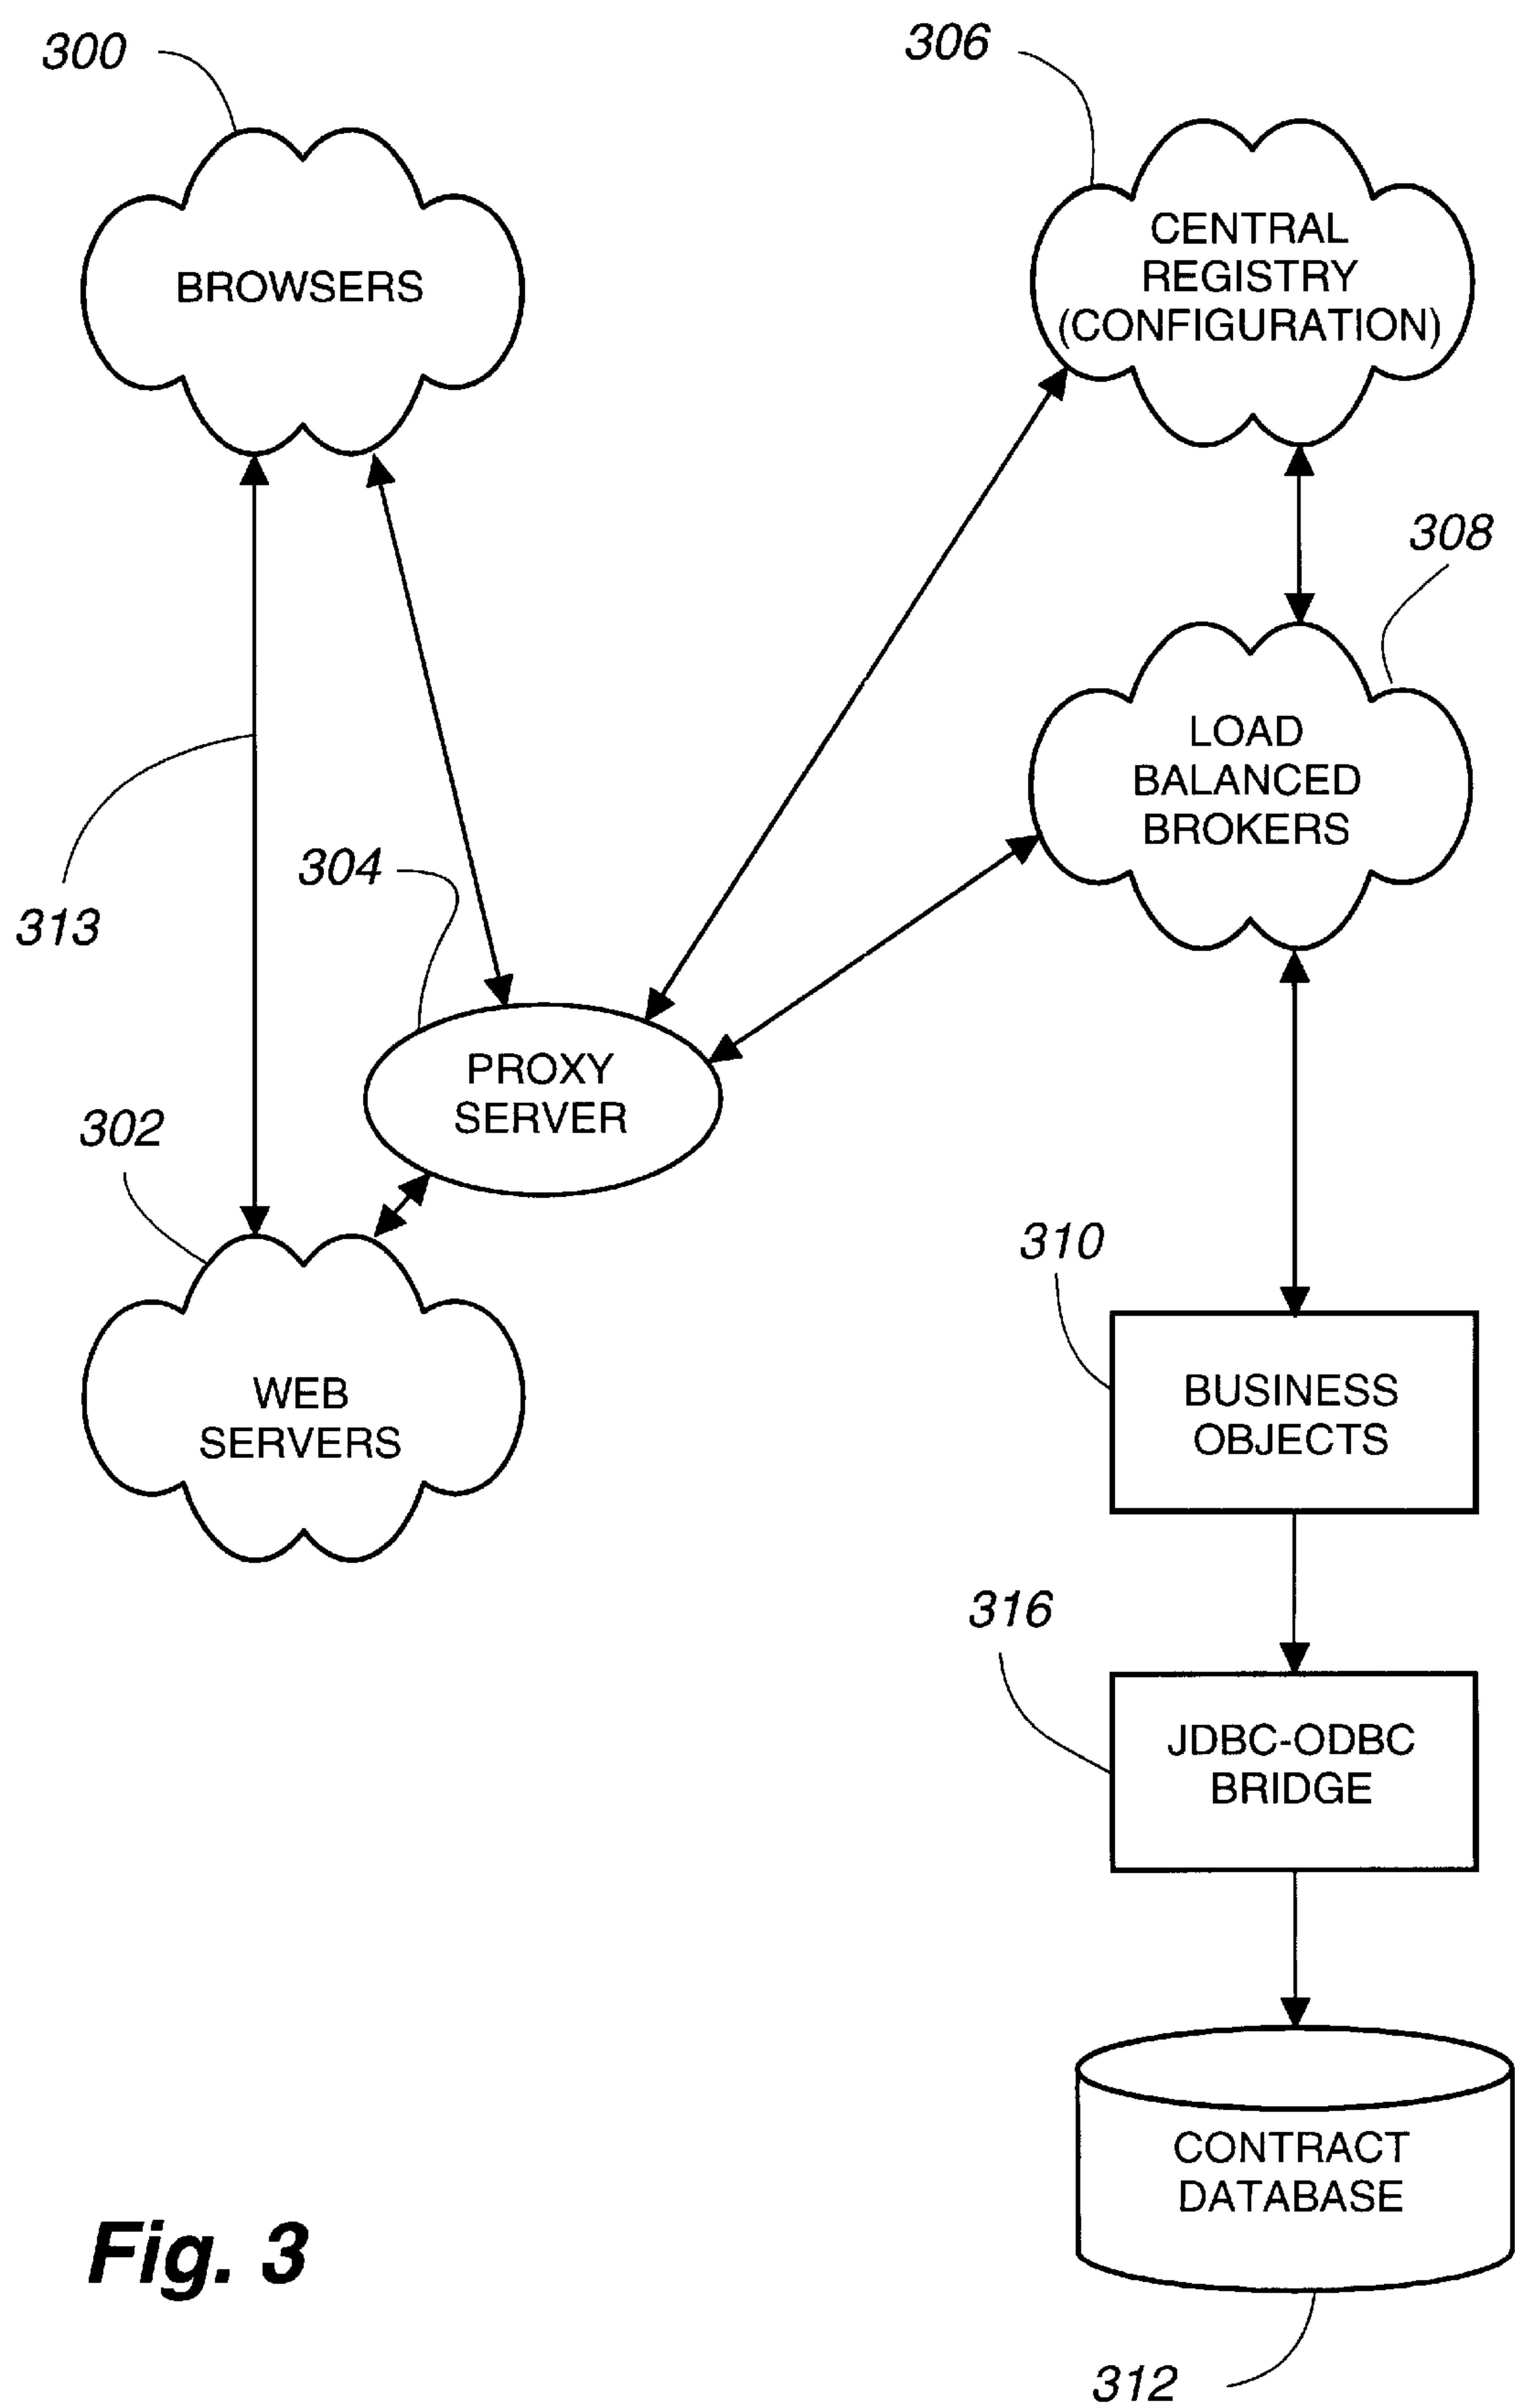 300
306
BROWSERS
CENTRAL
REGISTRY
(CONFIGURATION)
308
LOAD
BALANCED
BROKERS
304
313
PROXY
SERVER
302
310
WEB
SERVERS
BUSINESS
OBJECTS
316
JDBC-ODBC
BRIDGE
CONTRACT
DATABASE
Fig. 3
312